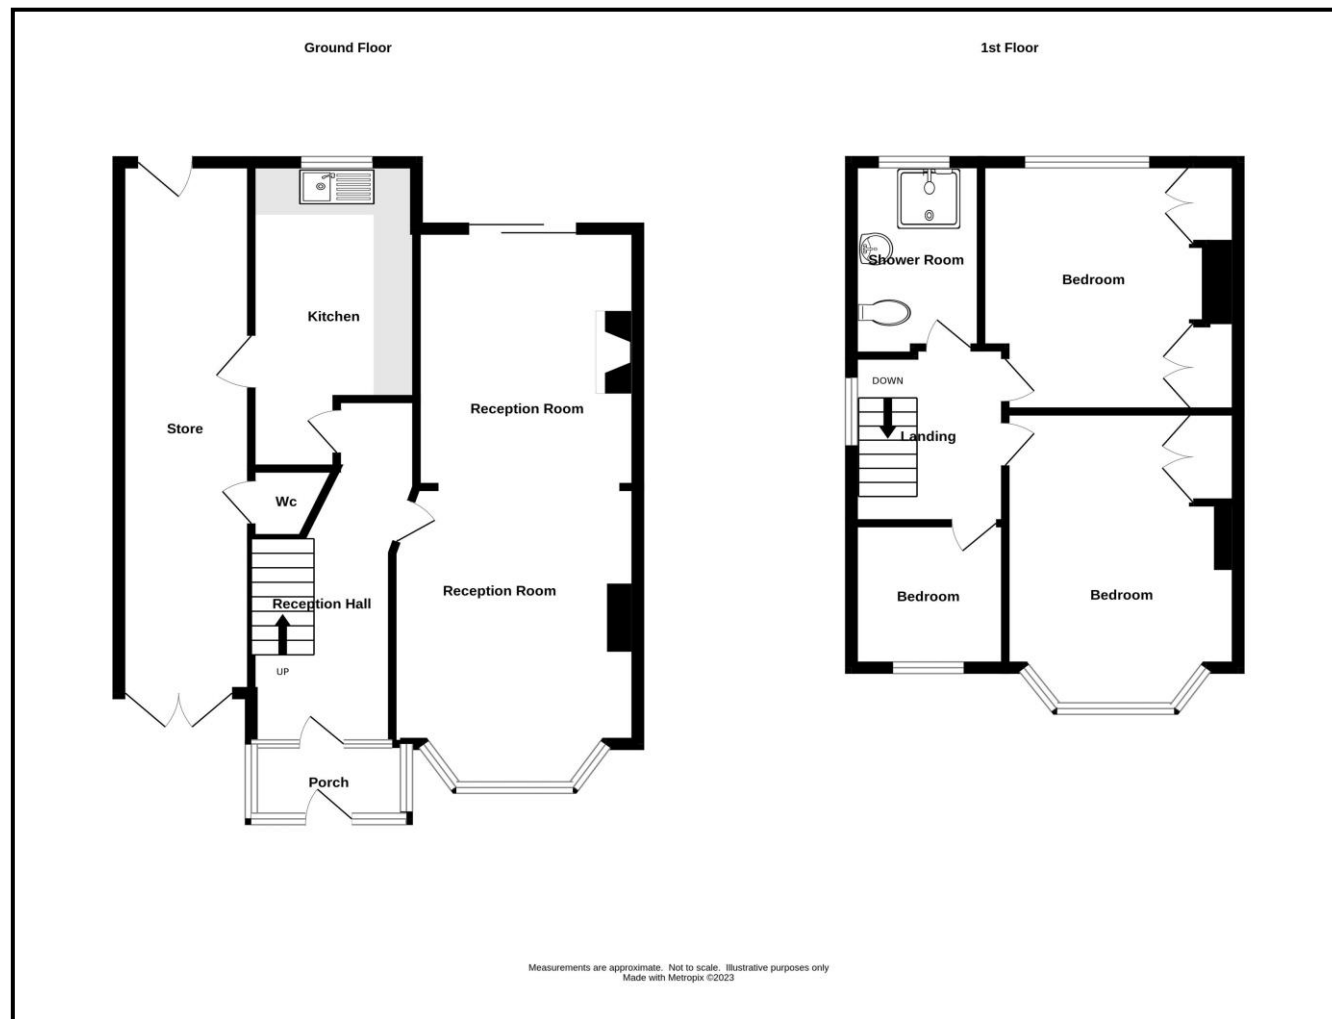 Ground Floor
1st Floor
Kitchen
Store
Reception Room
Wc
Reception Room
Reception Hall
UP
Porch
Shower Room
Bedroom
DOWN
Landing
Bedroom
Bedroom
Measurements are approximate. Not to scale. Illustrative purposes only
Made with Metropix ©2023